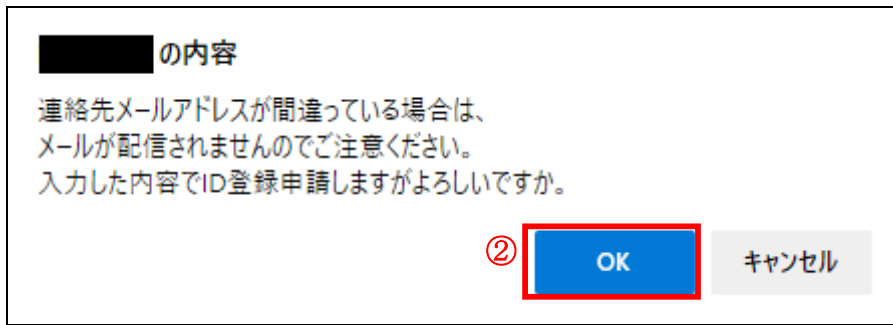 の内容
連絡先メールアドレスが間違っている場合は、
メールが配信されませんのでご注意ください。
入力した内容でID登録申請しますがよろしいですか。
② OK キャンセル